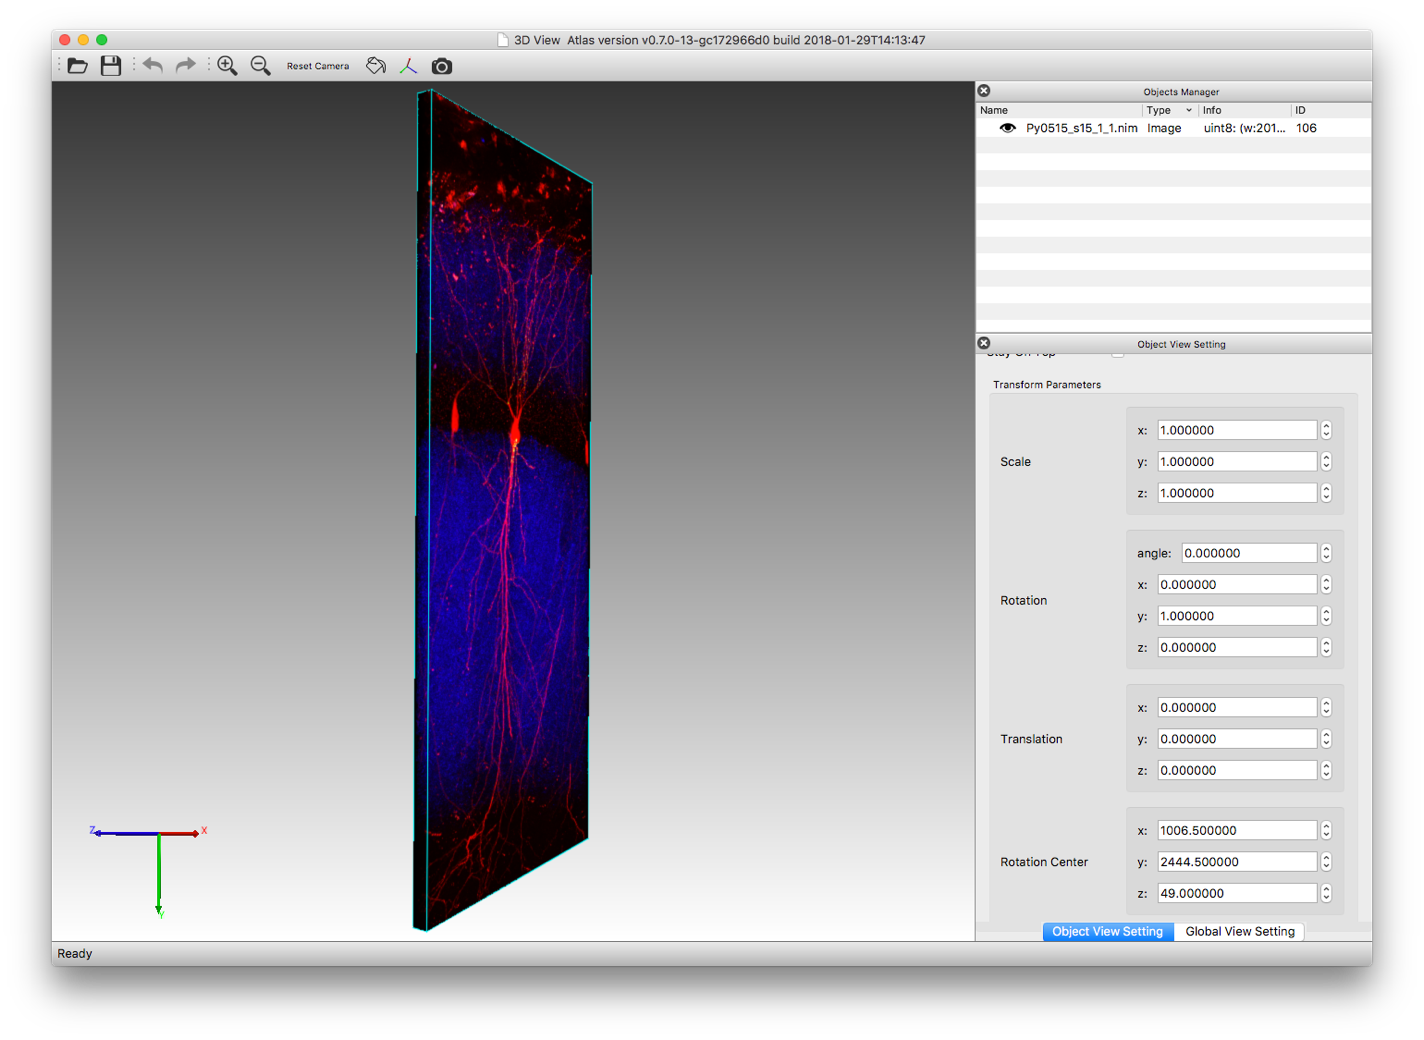 3D View  Atlas version v0.7.0-13-gc172966d0 build 2018-01-29T14:13:47
Reset Camera
Z
X
Y
Objects Manager
Name Type Info ID
Py0515_s15_1_1.nim Image uint8: (w:201... 106
Object View Setting
Stay On Top
Transform Parameters
Scale
x: 1.000000
y: 1.000000
z: 1.000000
Rotation
angle: 0.000000
x: 0.000000
y: 1.000000
z: 0.000000
Translation
x: 0.000000
y: 0.000000
z: 0.000000
Rotation Center
x: 1006.500000
y: 2444.500000
z: 49.000000
Object View Setting Global View Setting
Ready